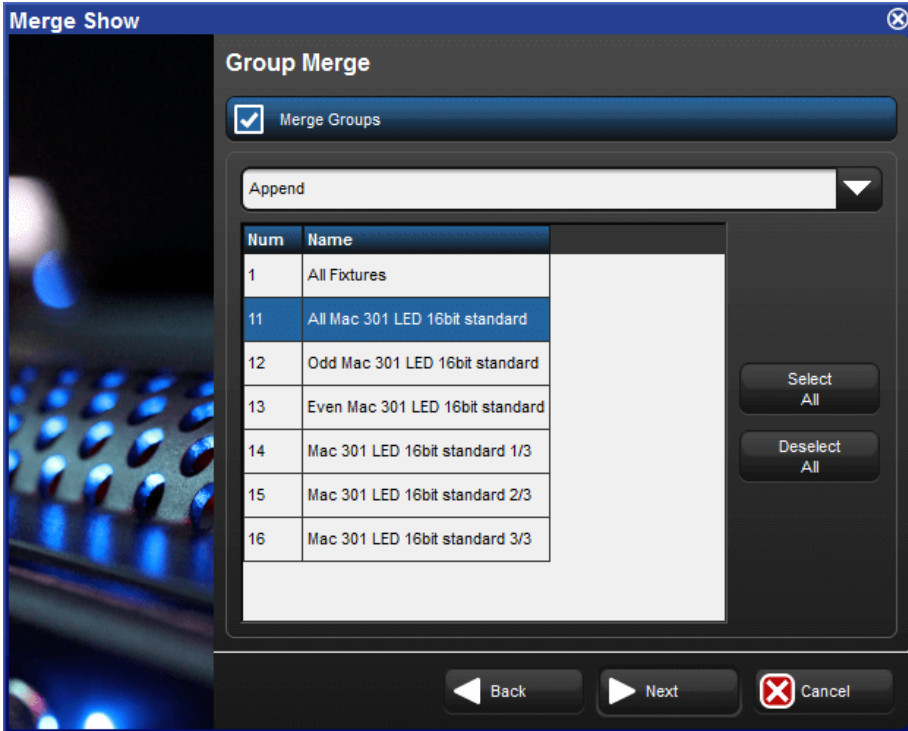 Merge Show
Group Merge
Merge Groups
Append
Num Name
1 All Fixtures
11 All Mac 301 LED 16bit standard
12 Odd Mac 301 LED 16bit standard
13 Even Mac 301 LED 16bit standard
14 Mac 301 LED 16bit standard 1/3
15 Mac 301 LED 16bit standard 2/3
16 Mac 301 LED 16bit standard 3/3
Select
All
Deselect
All
Back Next Cancel